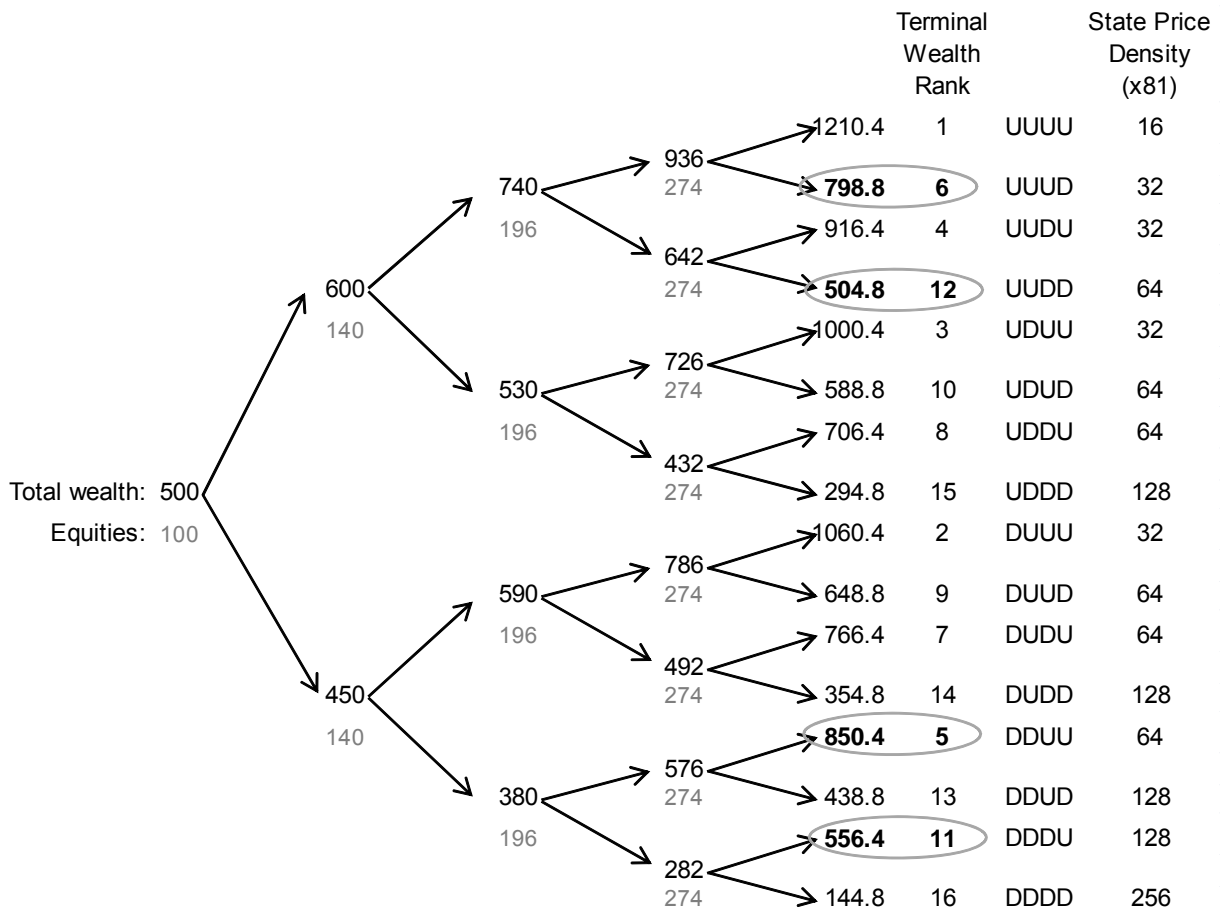 Terminal Wealth Rank
State Price Density (x81)
1210.4 1 UUUU 16
936
274
798.8 6 UUUD 32
740
196
916.4 4 UUDU 32
642
274
504.8 12 UUDD 64
600
140
1000.4 3 UDUU 32
726
274
588.8 10 UDUD 64
530
196
706.4 8 UDDU 64
432
274
294.8 15 UDDD 128
Total wealth: 500
Equities: 100
1060.4 2 DUUU 32
786
274
648.8 9 DUUD 64
590
196
766.4 7 DUDU 64
492
274
354.8 14 DUDD 128
450
140
850.4 5 DDUU 64
576
274
438.8 13 DDUD 128
380
196
556.4 11 DDDU 128
282
274
144.8 16 DDDD 256